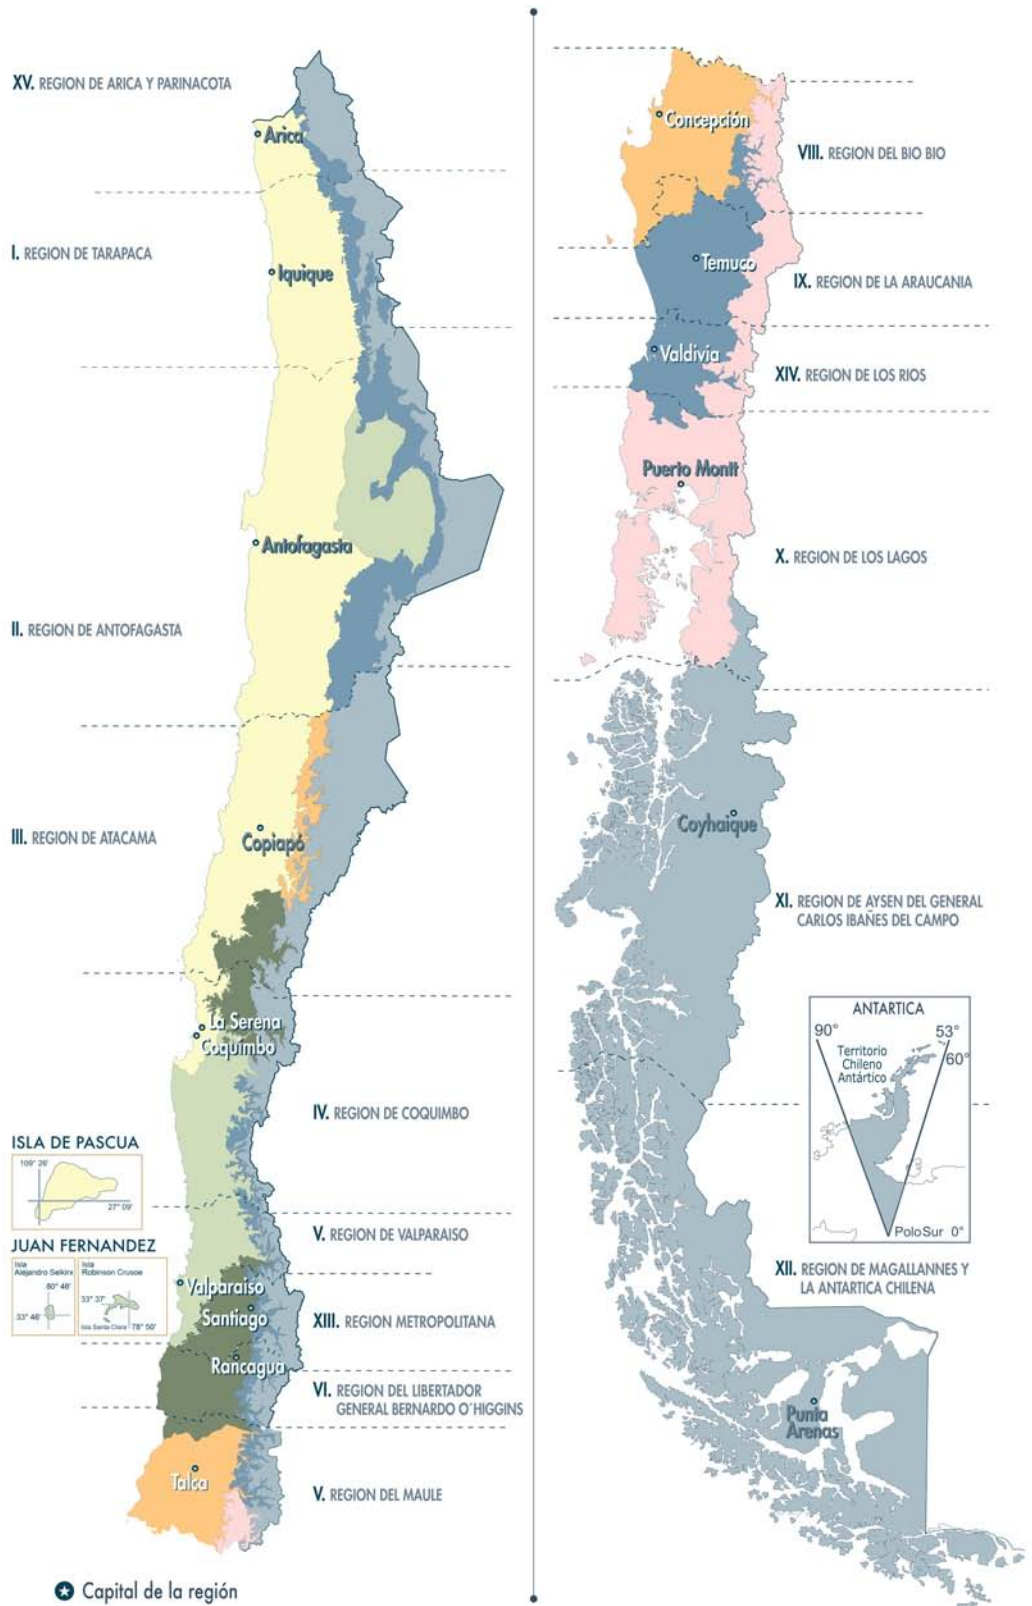 XV. REGION DE ARICA Y PARINACOTA
Arica
I. REGION DE TARAPACA
Iquique
Antofagasta
II. REGION DE ANTOFAGASTA
III. REGION DE ATACAMA
Copiapó
La Serena
Coquimbo
IV. REGION DE COQUIMBO
ISLA DE PASCUA
109° 26'
27° 09'
V. REGION DE VALPARAISO
JUAN FERNANDEZ
Isla
Alejandro Selkirk
80° 46'
33° 46'
Isla
Robinson Crusoe
33° 37'
Isla Santa Clara
78° 50'
Valparaiso
Santiago
XIII. REGION METROPOLITANA
Rancagua
VI. REGION DEL LIBERTADOR
GENERAL BERNARDO O´HIGGINS
Talca
V. REGION DEL MAULE
Capital de la región
Concepción
VIII. REGION DEL BIO BIO
Temuco
IX. REGION DE LA ARAUCANIA
Valdivia
XIV. REGION DE LOS RIOS
Puerto Montt
X. REGION DE LOS LAGOS
Coyhaique
XI. REGION DE AYSEN DEL GENERAL
CARLOS IBAÑES DEL CAMPO
ANTARTICA
90°
53°
60°
Territorio
Chileno
Antártico
PoloSur 0°
XII. REGION DE MAGALLANNES Y
LA ANTARTICA CHILENA
Punta
Arenas